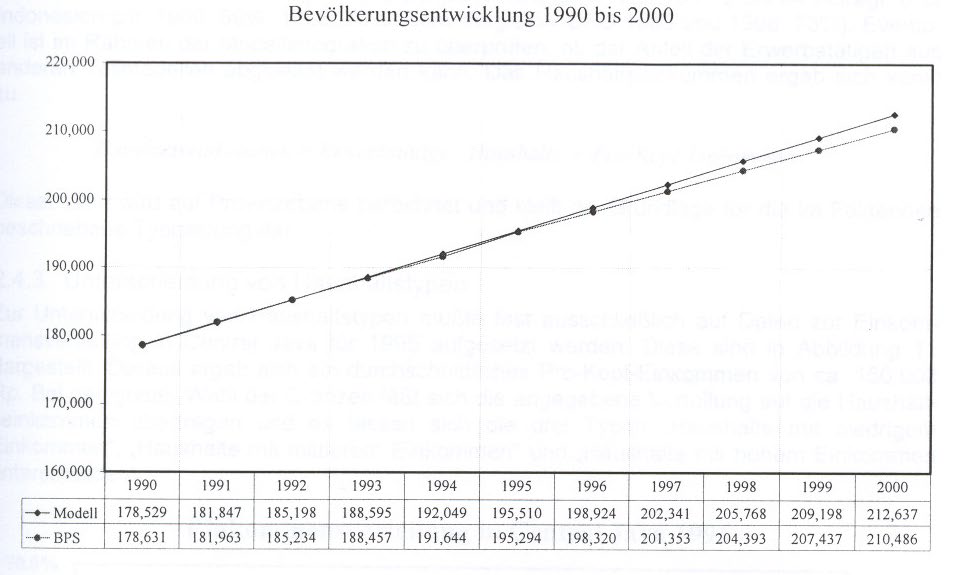 Bevölkerungsentwicklung 1990 bis 2000
220,000
210,000
200,000
190,000
180,000
170,000
160,000
1990 1991 1992 1993 1994 1995 1996 1997 1998 1999 2000
Modell 178,529 181,847 185,198 188,595 192,049 195,510 198,924 202,341 205,768 209,198 212,637
BPS 178,631 181,963 185,234 188,457 191,644 195,294 198,320 201,353 204,393 207,437 210,486